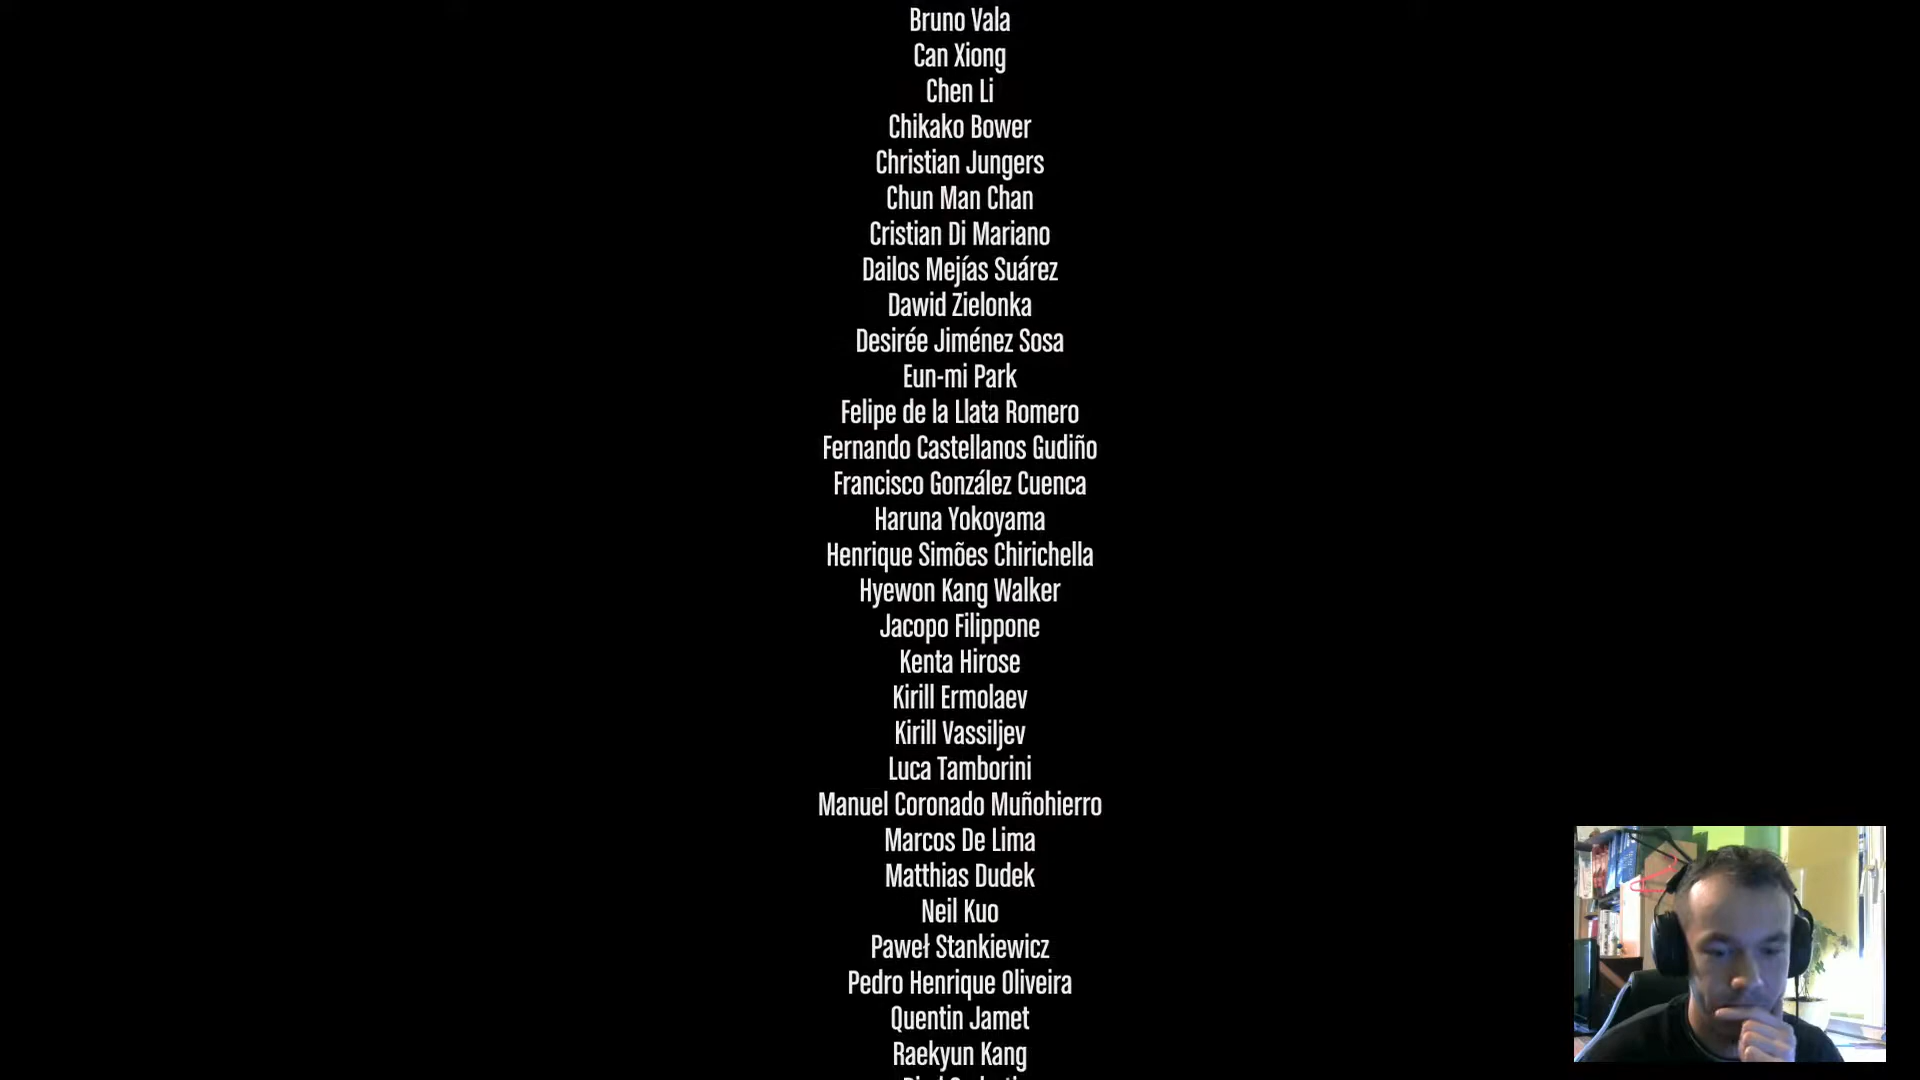 Bruno Vala
Can Xiong
Chen Li
Chikako Bower
Christian Jungers
Chun Man Chan
Cristian Di Mariano
Dailos Mejías Suárez
Dawid Zielonka
Desirée Jiménez Sosa
Eun-mi Park
Felipe de la Llata Romero
Fernando Castellanos Gudiño
Francisco González Cuenca
Haruna Yokoyama
Henrique Simões Chirichella
Hyewon Kang Walker
Jacopo Filippone
Kenta Hirose
Kirill Ermolaev
Kirill Vassiljev
Luca Tamborini
Manuel Coronado Muñohierro
Marcos De Lima
Matthias Dudek
Neil Kuo
Paweł Stankiewicz
Pedro Henrique Oliveira
Quentin Jamet
Raekyun Kang